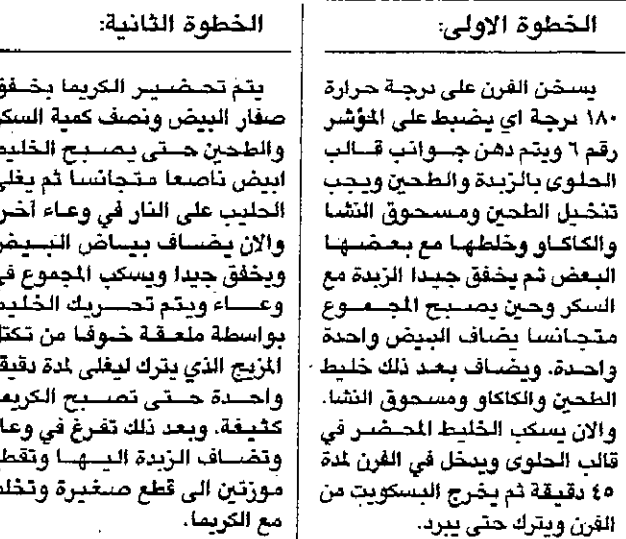 الخطوة الاولى:
يسخن الفرن على درجة حرارة
١٨٠ درجة اي يضبط على المؤشر
رقم ٦ ويتم دهن جوانب قالب
الحلوى بالزبدة والطحين ويجب
تنخيل الطحين ومسحوق النشا
والكاكاو وخلطها مع بعضها
البعض ثم يخفق جيدا الزبدة مع
السكر وحين يصبح المجموع
متجانسا يضاف البيض واحدة
واحدة. ويضاف بعد ذلك خليط
الطحين والكاكاو ومسحوق النشا.
والان يسكب الخليط المحضر في
قالب الحلوى ويدخل في الفرن لمدة
٤٥ دقيقة ثم يخرج البسكويت من
الفرن ويترك حتى يبرد.
الخطوة الثانية:
يتم تحضير الكريما بخفق
صفار البيض ونصف كمية السكر
والطحين حتى يصبح الخليط
ابيض ناصعا متجانسا ثم يغلى
الحليب على النار في وعاء آخر
والان يضاف بياض البيض
ويخفق جيدا ويسكب المجموع في
وعاء ويتم تحريك الخليط
بواسطة ملعقة خوفا من تكتل
المزيج الذي يترك ليغلى لمدة دقيقة
واحدة حتى تصبح الكريما
كثيفة. وبعد ذلك تفرغ في وعاء
وتضاف الزبدة اليها وتقطع
موزتين الى قطع صغيرة وتخلط
مع الكريما.